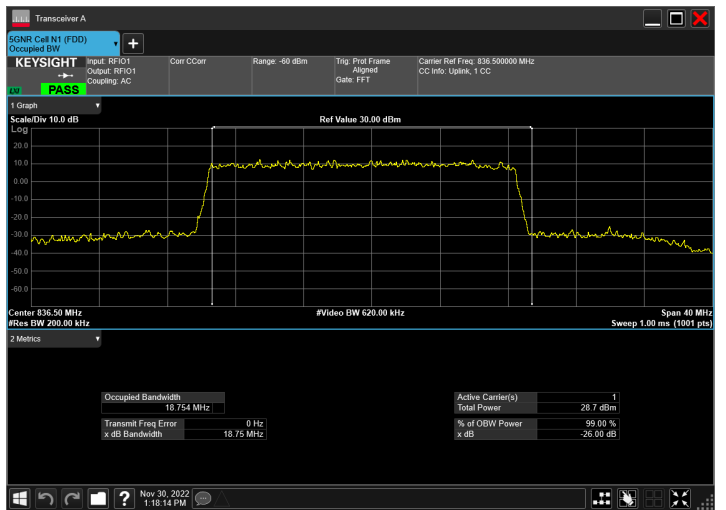 Transceiver A
5GNR Cell N1 (FDD)
Occupied BW
KEYSIGHT
LXI
PASS
Input: RFIO1
Output: RFIO1
Coupling: AC
Corr CCorr
Range: -60 dBm
Trig: Prot Frame
Aligned
Gate: FFT
Carrier Ref Freq: 836.500000 MHz
CC Info: Uplink, 1 CC
1 Graph
Scale/Div 10.0 dB
Ref Value 30.00 dBm
Log
20.0
10.0
0.00
-10.0
-20.0
-30.0
-40.0
-50.0
-60.0
Center 836.50 MHz
#Video BW 620.00 kHz
Span 40 MHz
#Res BW 200.00 kHz
Sweep 1.00 ms (1001 pts)
2 Metrics
Occupied Bandwidth
18.754 MHz
Transmit Freq Error 0 Hz
x dB Bandwidth 18.75 MHz
Active Carrier(s) 1
Total Power 28.7 dBm
% of OBW Power 99.00 %
x dB -26.00 dB
?
Nov 30, 2022
1:18:14 PM